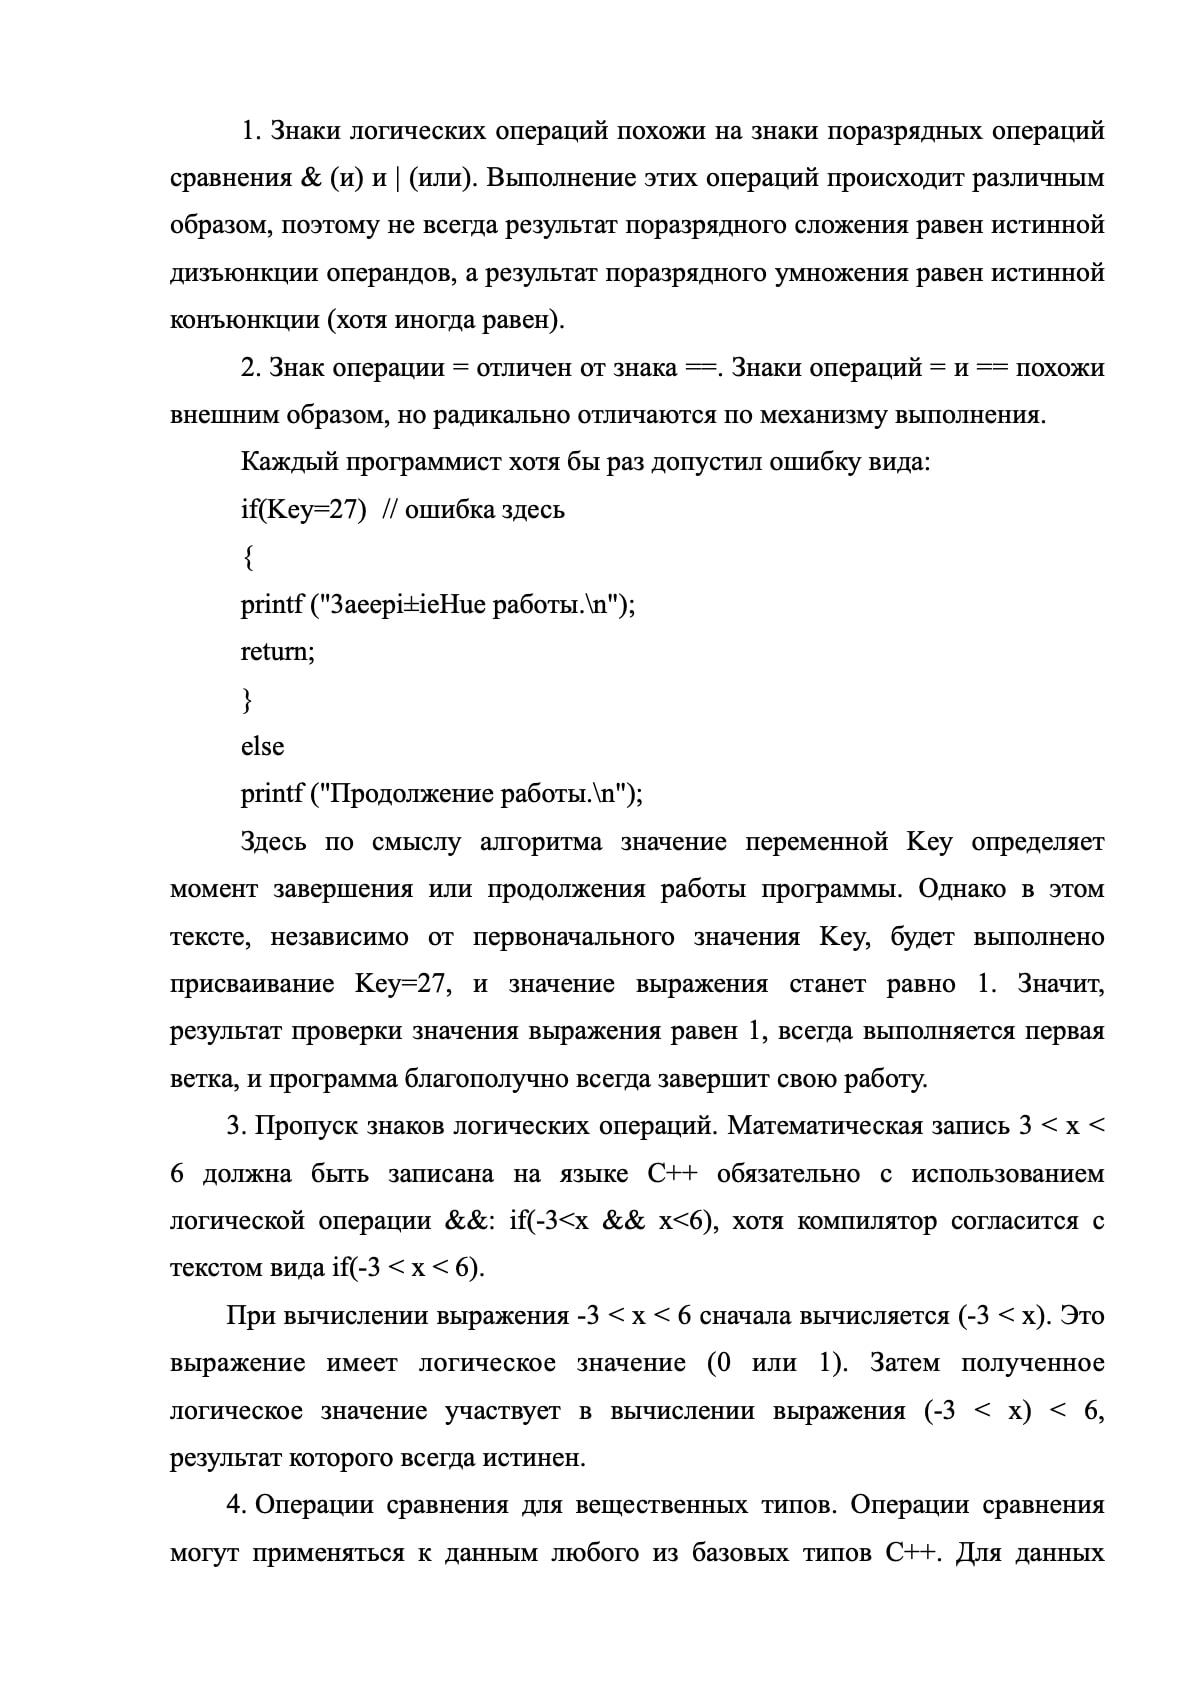 1. Знаки логических операций похожи на знаки поразрядных операций
сравнения & (и) и | (или). Выполнение этих операций происходит различным
образом, поэтому не всегда результат поразрядного сложения равен истинной
дизъюнкции операндов, а результат поразрядного умножения равен истинной
конъюнкции (хотя иногда равен).
2. Знак операции = отличен от знака ==. Знаки операций = и == похожи
внешним образом, но радикально отличаются по механизму выполнения.
Каждый программист хотя бы раз допустил ошибку вида:
if(Key=27)  // ошибка здесь
{
printf ("3aeepi±ieHue работы.\n");
return;
}
else
printf ("Продолжение работы.\n");
Здесь по смыслу алгоритма значение переменной Key определяет
момент завершения или продолжения работы программы. Однако в этом
тексте, независимо от первоначального значения Key, будет выполнено
присваивание Key=27, и значение выражения станет равно 1. Значит,
результат проверки значения выражения равен 1, всегда выполняется первая
ветка, и программа благополучно всегда завершит свою работу.
3. Пропуск знаков логических операций. Математическая запись 3 < x <
6 должна быть записана на языке С++ обязательно с использованием
логической операции &&: if(-3<x && x<6), хотя компилятор согласится с
текстом вида if(-3 < x < 6).
При вычислении выражения -3 < x < 6 сначала вычисляется (-3 < x). Это
выражение имеет логическое значение (0 или 1). Затем полученное
логическое значение участвует в вычислении выражения (-3 < x) < 6,
результат которого всегда истинен.
4. Операции сравнения для вещественных типов. Операции сравнения
могут применяться к данным любого из базовых типов С++. Для данных